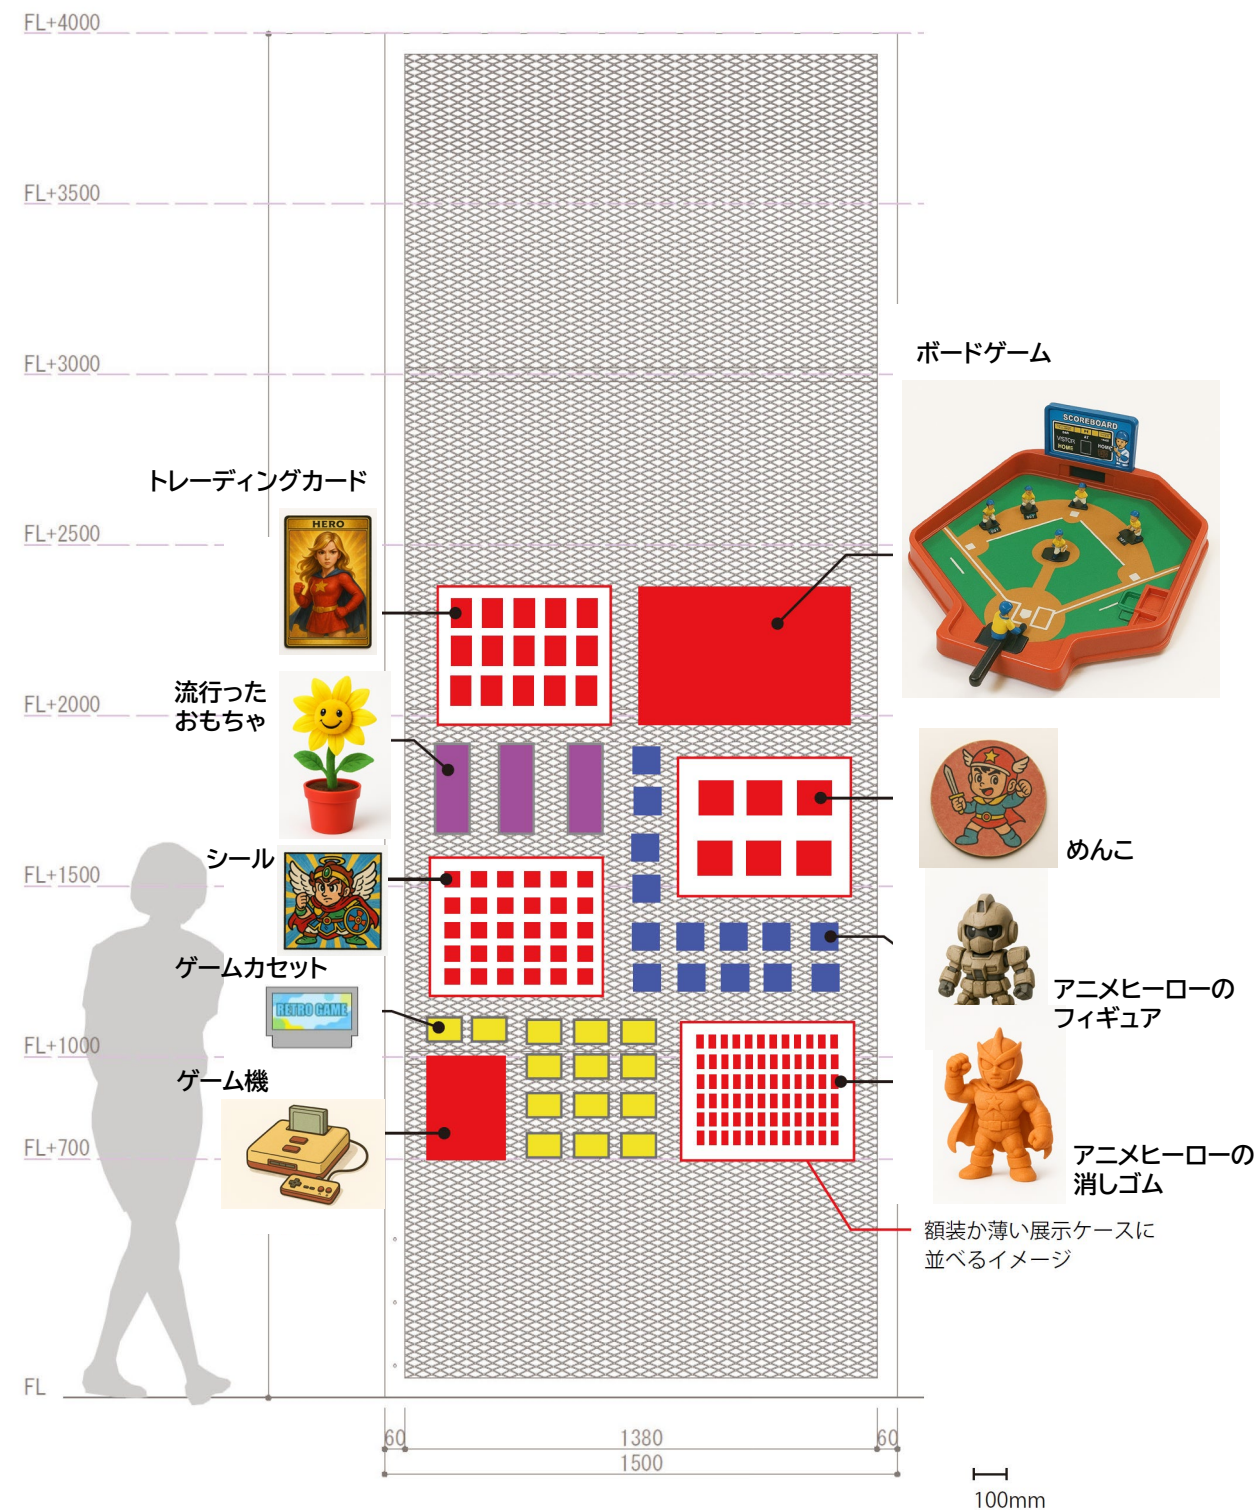 FL+4000
FL+3500
FL+3000
ボードゲーム
SCOREBOARD
VISITOR
HOME
AT
HOME
トレーディングカード
HERO
FL+2500
流行った
おもちゃ
FL+2000
めんこ
シール
FL+1500
ゲームカセット
RETRO GAME
アニメヒーローの
フィギュア
FL+1000
ゲーム機
FL+700
アニメヒーローの
消しゴム
額装か薄い展示ケースに
並べるイメージ
FL
60
1380
60
1500
100mm